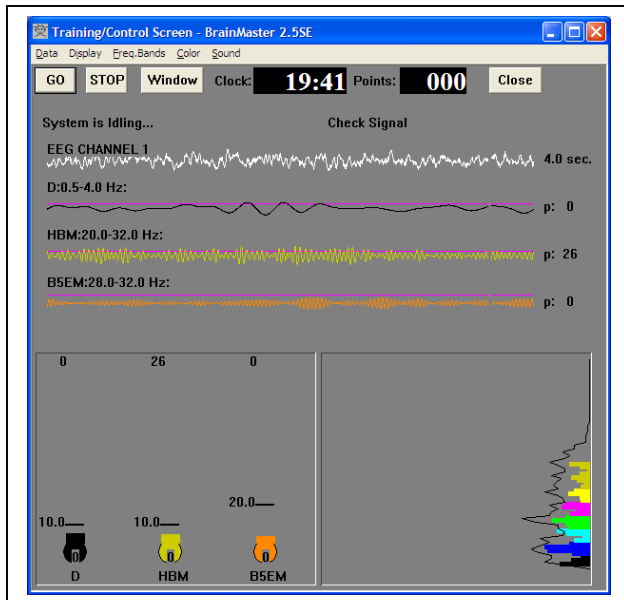 Training/Control Screen - BrainMaster 2.5SE
Data Display Freq.Bands Color Sound
GO STOP Window Clock: 19:41 Points: 000 Close
System is Idling... Check Signal
EEG CHANNEL 1
4.0 sec.
D:0.5-4.0 Hz:
p: 0
HBM:20.0-32.0 Hz:
p: 26
B5EM:28.0-32.0 Hz:
p: 0
0 26 0
20.0
10.0 10.0
0 0 0
D HBM B5EM